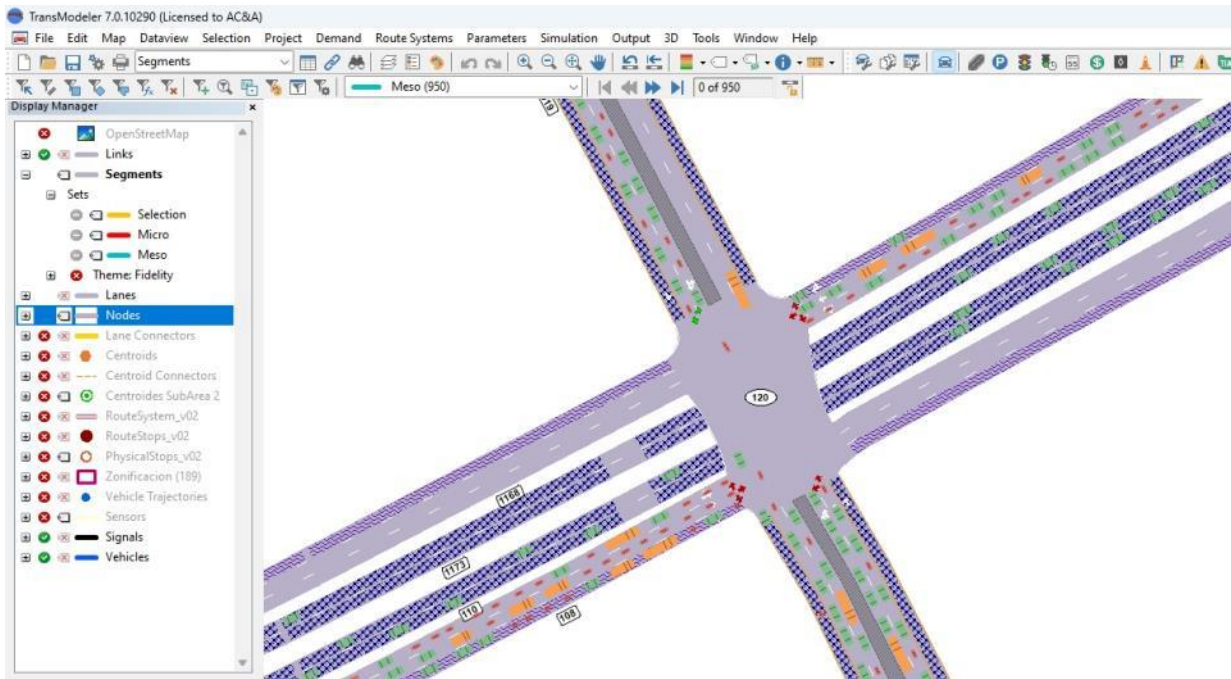 TransModeler 7.0.10290 (Licensed to AC&A)
File Edit Map Dataview Selection Project Demand Route Systems Parameters Simulation Output 3D Tools Window Help
Segments
Meso (950)
0 of 950
Display Manager
OpenStreetMap
Links
Segments
Sets
Selection
Micro
Meso
Theme: Fidelity
Lanes
Nodes
Lane Connectors
Centroids
Centroid Connectors
Centroides SubArea 2
RouteSystem_v02
RouteStops_v02
PhysicalStops_v02
Zonificacion (189)
Vehicle Trajectories
Sensors
Signals
Vehicles
120
1168
1173
110
108